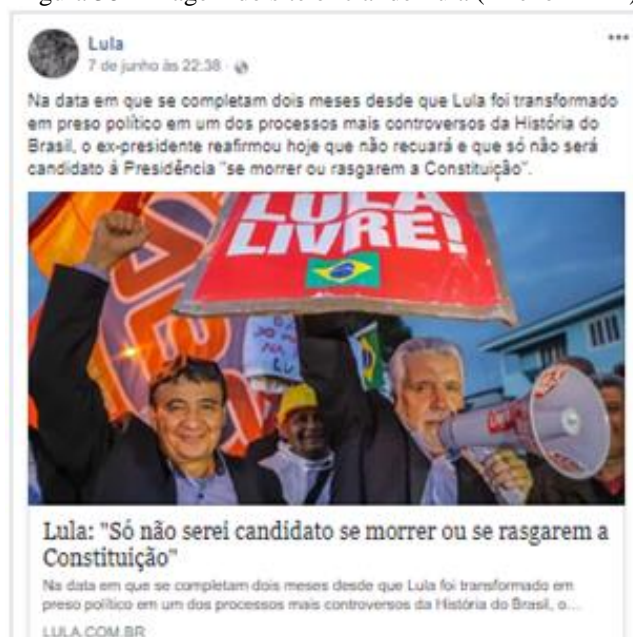 Lula
7 de junho às 22:38
Na data em que se completam dois meses desde que Lula foi transformado
em preso político em um dos processos mais controversos da História do
Brasil, o ex-presidente reafirmou hoje que não recuará e que só não será
candidato à Presidência "se morrer ou rasgarem a Constituição".
LULA
LIVRE!
Lula: "Só não serei candidato se morrer ou se rasgarem a
Constituição"
Na data em que se completam dois meses desde que Lula foi transformado em
preso político em um dos processos mais controversos da História do Brasil, o...
LULA.COM.BR